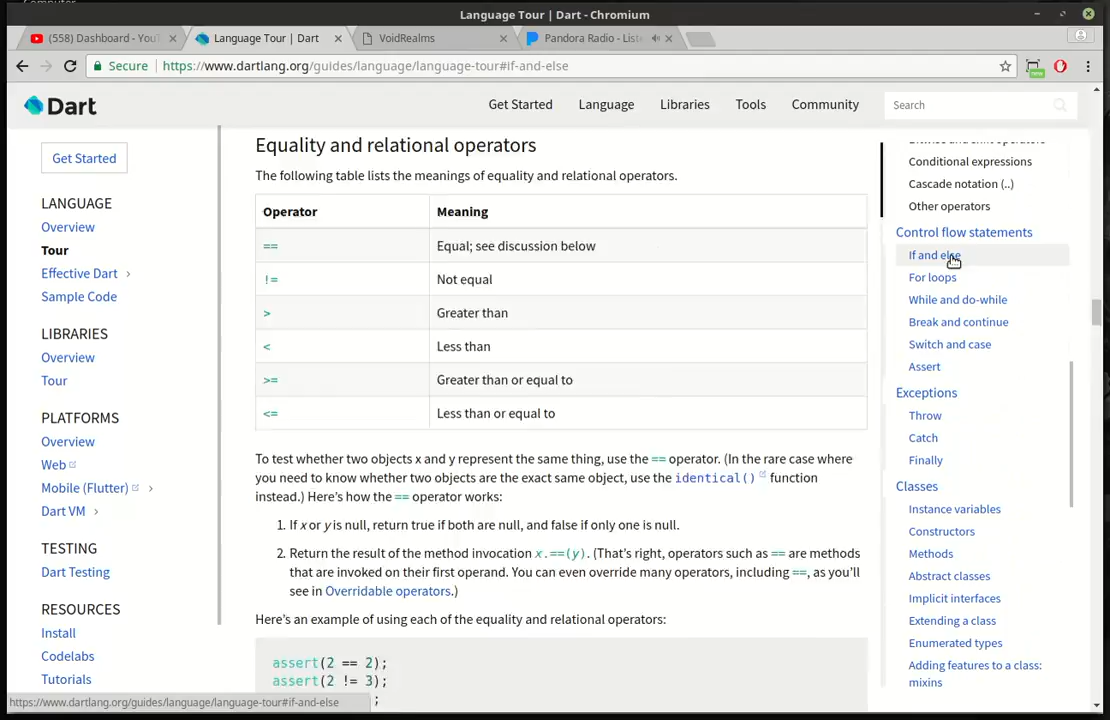 Language Tour | Dart - Chromium
(558) Dashboard - You
Language Tour | Dart
VoidRealms
Pandora Radio - Liste
Secure
https://www.dartlang.org/guides/language/language-tour#if-and-else
new
Dart
Get Started
Language
Libraries
Tools
Community
Search
Get Started
LANGUAGE
Overview
Tour
Effective Dart
Sample Code
LIBRARIES
Overview
Tour
PLATFORMS
Overview
Web
Mobile (Flutter)
Dart VM
TESTING
Dart Testing
RESOURCES
Install
Codelabs
Tutorials
Equality and relational operators
The following table lists the meanings of equality and relational operators.
Operator Meaning
== Equal; see discussion below
!= Not equal
> Greater than
< Less than
>= Greater than or equal to
<= Less than or equal to
To test whether two objects x and y represent the same thing, use the == operator. (In the rare case where
you need to know whether two objects are the exact same object, use the identical() function
instead.) Here's how the == operator works:
1. If x or y is null, return true if both are null, and false if only one is null.
2. Return the result of the method invocation x.==(y). (That's right, operators such as == are methods
that are invoked on their first operand. You can even override many operators, including ==, as you'll
see in Overridable operators.)
Here's an example of using each of the equality and relational operators:
assert(2 == 2);
assert(2 != 3);
;
Bitwise and shift operators
Conditional expressions
Cascade notation (..)
Other operators
Control flow statements
If and else
For loops
While and do-while
Break and continue
Switch and case
Assert
Exceptions
Throw
Catch
Finally
Classes
Instance variables
Constructors
Methods
Abstract classes
Implicit interfaces
Extending a class
Enumerated types
Adding features to a class:
mixins
https://www.dartlang.org/guides/language/language-tour#if-and-else